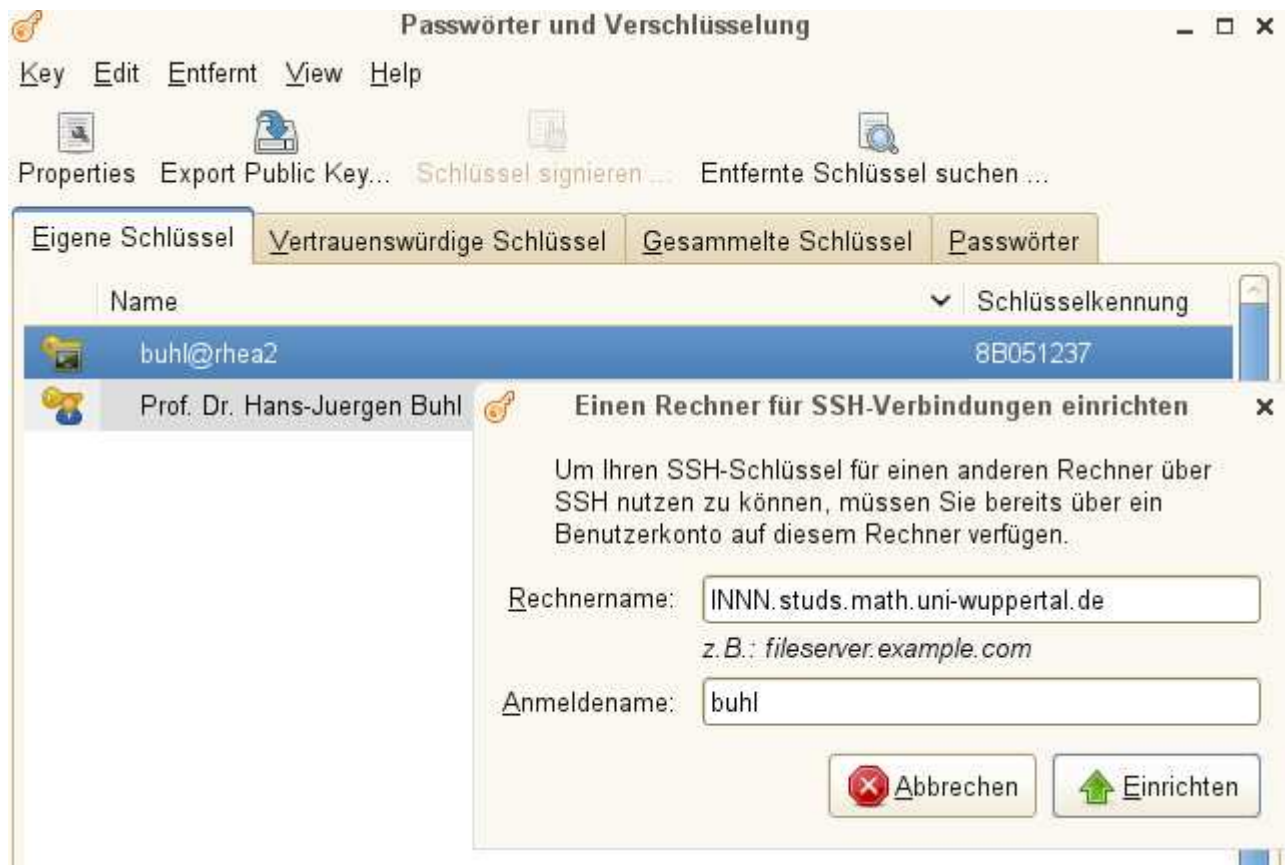 Passwörter und Verschlüsselung
Key Edit Entfernt View Help
Properties Export Public Key... Schlüssel signieren ... Entfernte Schlüssel suchen ...
Eigene Schlüssel Vertrauenswürdige Schlüssel Gesammelte Schlüssel Passwörter
Name Schlüsselkennung
buhl@rhea2 8B051237
Prof. Dr. Hans-Juergen Buhl
Einen Rechner für SSH-Verbindungen einrichten
Um Ihren SSH-Schlüssel für einen anderen Rechner über
SSH nutzen zu können, müssen Sie bereits über ein
Benutzerkonto auf diesem Rechner verfügen.
Rechnername: lNNN.studs.math.uni-wuppertal.de
z.B.: fileserver.example.com
Anmeldename: buhl
Abbrechen Einrichten